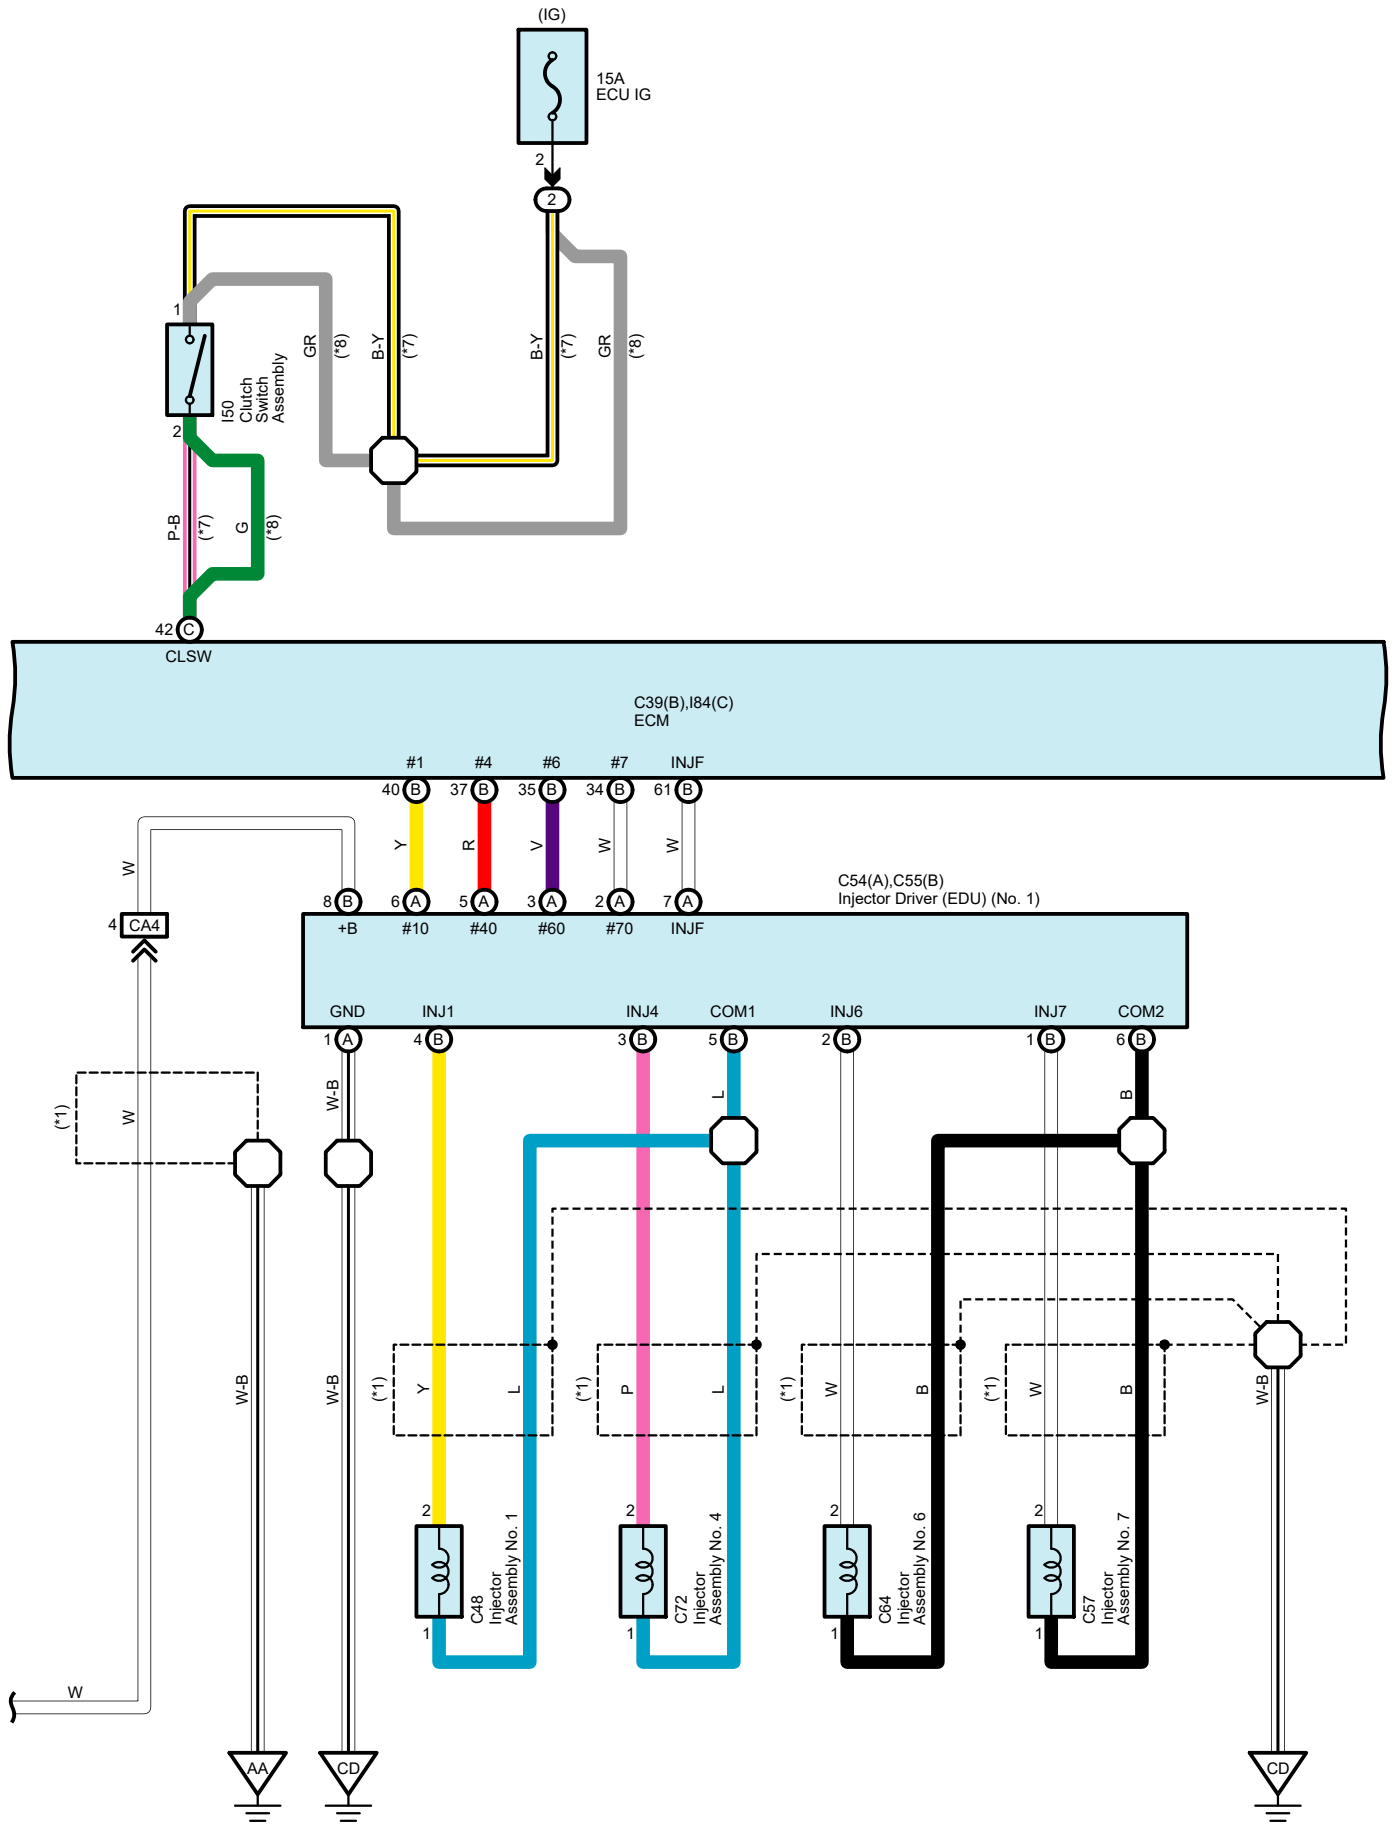 (IG)
15A
ECU IG
2
2
1
GR
(*8)
B-Y
(*7)
B-Y
(*7)
GR
(*8)
I50
Clutch
Switch
Assembly
2
P-B
(*7)
G
(*8)
42 C
CLSW
C39(B),I84(C)
ECM
#1 #4 #6 #7 INJF
40 B 37 B 35 B 34 B 61 B
W
Y R V W W
C54(A),C55(B)
Injector Driver (EDU) (No. 1)
8 B 6 A 5 A 3 A 2 A 7 A
4 CA4
+B #10 #40 #60 #70 INJF
GND INJ1 INJ4 COM1 INJ6 INJ7 COM2
1 A 4 B 3 B 5 B 2 B 1 B 6 B
(*1)
W
W-B
L
B
W-B
W-B
(*1)
Y
L
(*1)
P
L
(*1)
W
B
(*1)
W
B
W-B
2 2 2 2
C48
Injector
Assembly No. 1
C72
Injector
Assembly No. 4
C64
Injector
Assembly No. 6
C57
Injector
Assembly No. 7
1 1 1 1
W
AA CD CD